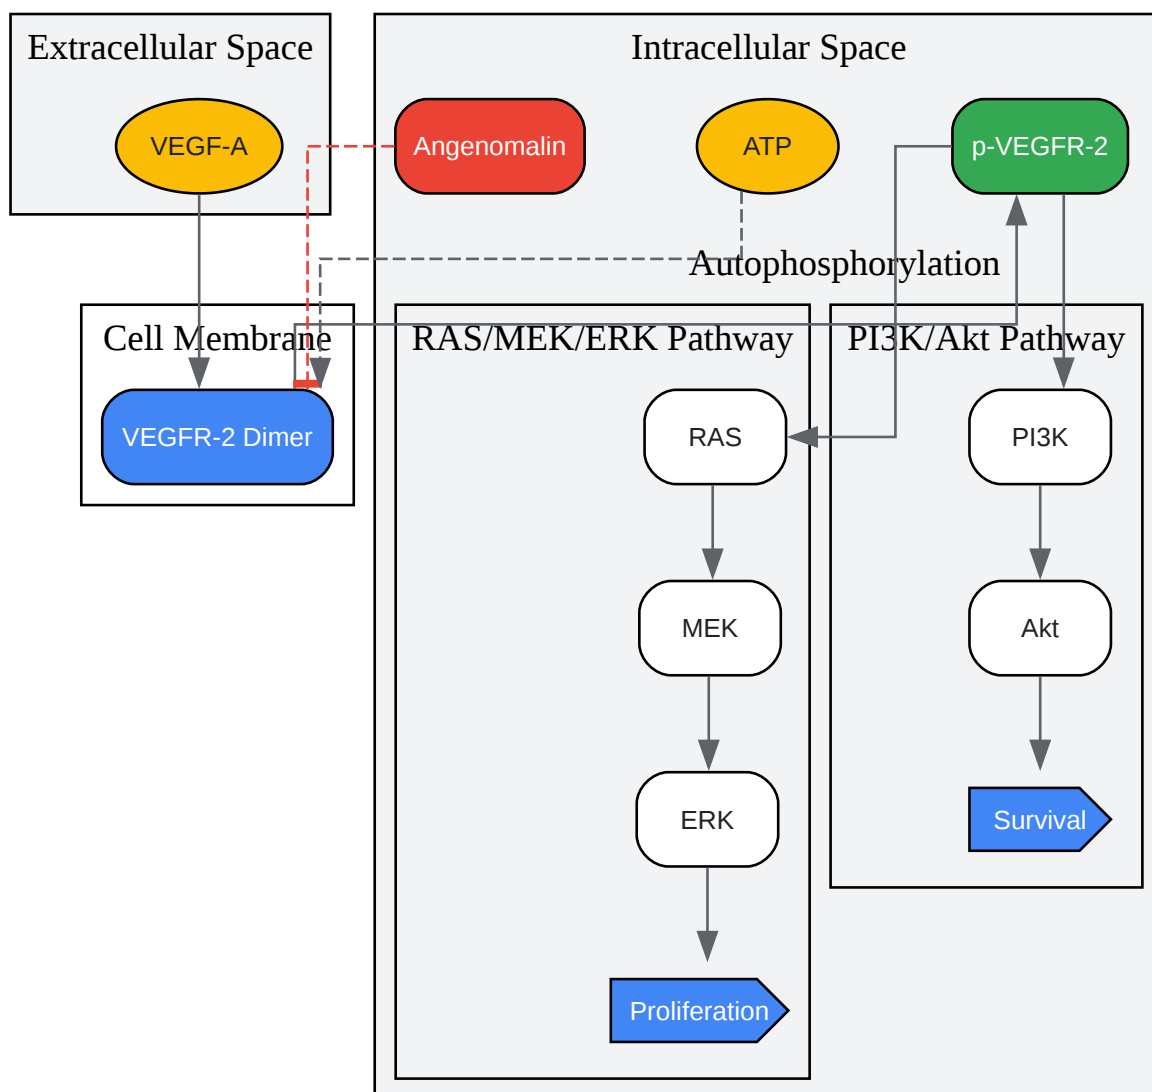 Extracellular Space
Intracellular Space
VEGF-A
Angenomalin
ATP
p-VEGFR-2
Autophosphorylation
Cell Membrane
RAS/MEK/ERK Pathway
PI3K/Akt Pathway
VEGFR-2 Dimer
RAS
PI3K
MEK
Akt
ERK
Survival
Proliferation